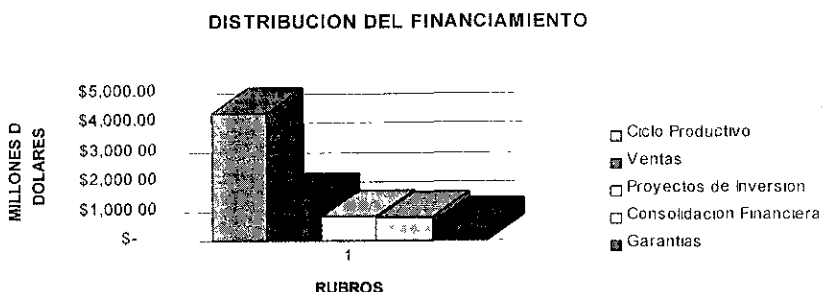 DISTRIBUCION DEL FINANCIAMIENTO
MILLONES D
DOLARES
$5,000.00
$4,000.00
$3,000 00
$2,000 00
$1,000 00
$-
1
RUBROS
Ciclo Productivo
Ventas
Proyectos de Inversion
Consolidacion Financiera
Garantias